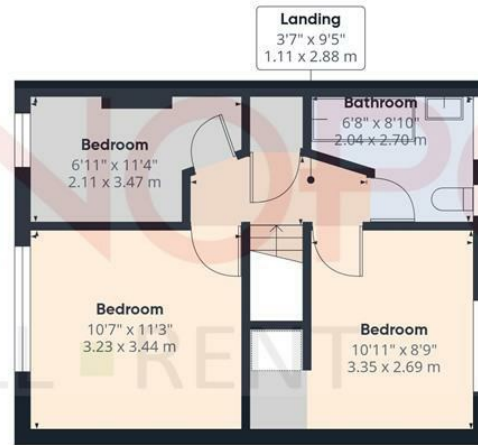 Landing
3'7" x 9'5"
1.11 x 2.88 m
Bathroom
6'8" x 8'10"
2.04 x 2.70 m
Bedroom
6'11" x 11'4"
2.11 x 3.47 m
Bedroom
10'7" x 11'3"
3.23 x 3.44 m
Bedroom
10'11" x 8'9"
3.35 x 2.69 m
RENT